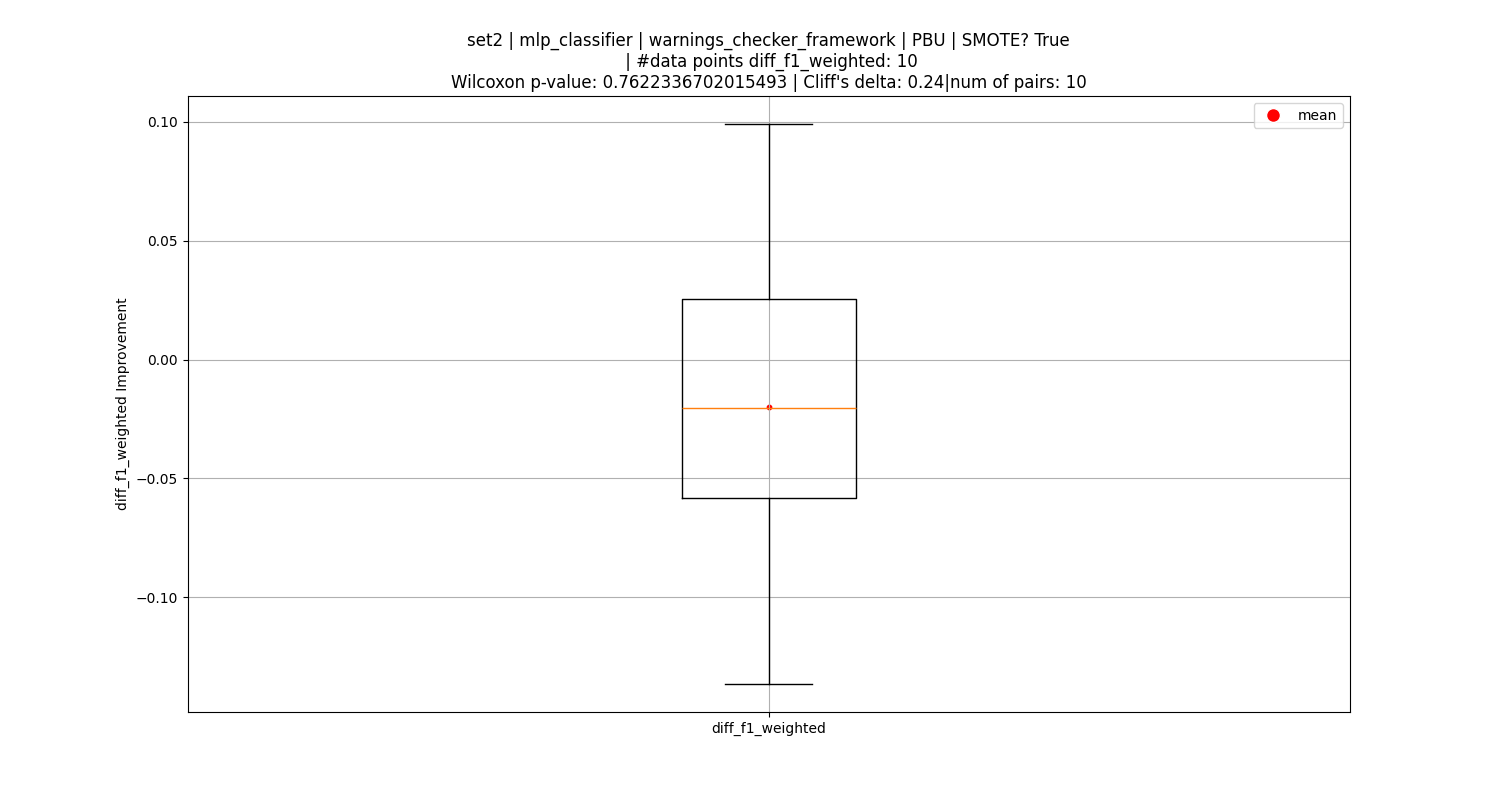 set2 | mlp_classifier | warnings_checker_framework | PBU | SMOTE? True
| #data points diff_f1_weighted: 10
Wilcoxon p-value: 0.7622336702015493 | Cliff's delta: 0.24|num of pairs: 10
mean
0.10
0.05
0.00
−0.05
−0.10
diff_f1_weighted Improvement
diff_f1_weighted